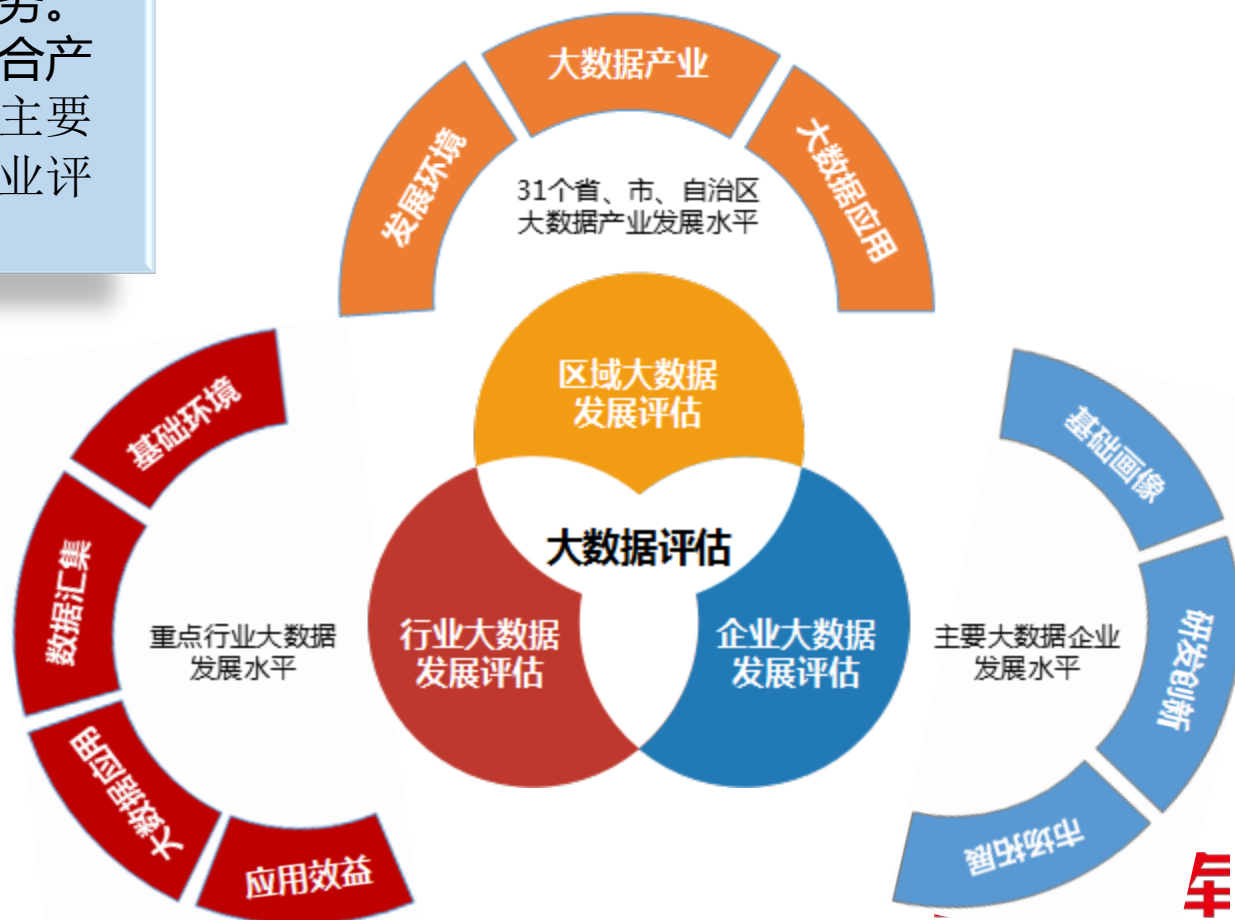 务。
合产
主要
业评
大数据产业
发展环境
大数据应用
31个省、市、自治区
大数据产业发展水平
区域大数据
发展评估
大数据评估
行业大数据
发展评估
企业大数据
发展评估
基础环境
数据汇集
大数据应用
应用效益
重点行业大数据
发展水平
基础画像
研发创新
市场拓展
主要大数据企业
发展水平